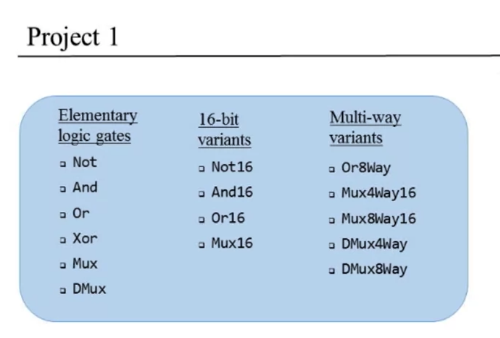 Project 1
Elementary
logic gates
❑ Not
❑ And
❑ Or
❑ Xor
❑ Mux
❑ DMux
16-bit
variants
❑ Not16
❑ And16
❑ Or16
❑ Mux16
Multi-way
variants
❑ Or8Way
❑ Mux4Way16
❑ Mux8Way16
❑ DMux4Way
❑ DMux8Way